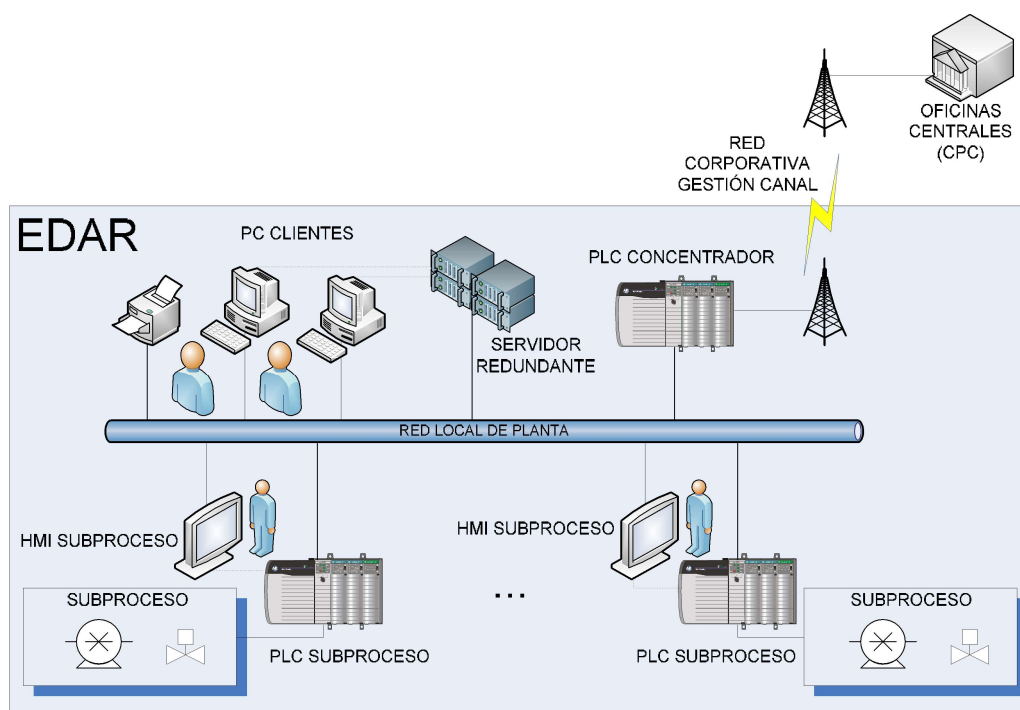 OFICINAS
CENTRALES
(CPC)
RED
CORPORATIVA
GESTIÓN CANAL
EDAR
PC CLIENTES
PLC CONCENTRADOR
SERVIDOR
REDUNDANTE
RED LOCAL DE PLANTA
HMI SUBPROCESO
HMI SUBPROCESO
...
SUBPROCESO
SUBPROCESO
PLC SUBPROCESO
PLC SUBPROCESO